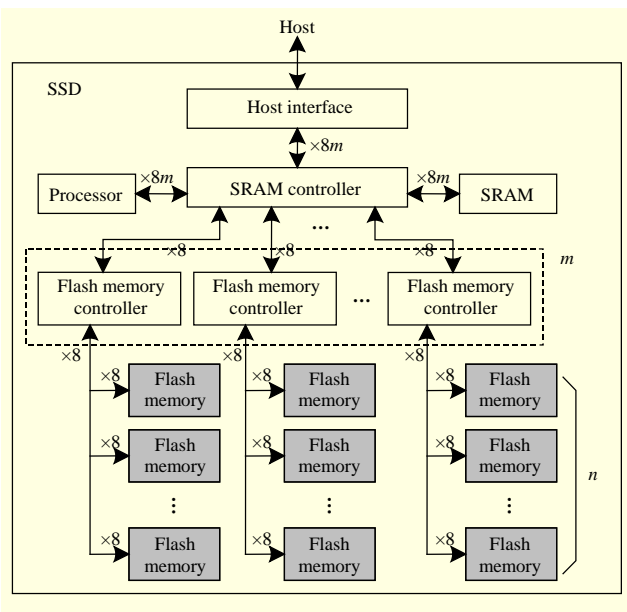 Host
SSD
Host interface
×8m
Processor
×8m
SRAM controller
×8m
SRAM
...
×8
×8
×8
m
Flash memory
controller
Flash memory
controller
...
Flash memory
controller
×8
×8
×8
×8
Flash
memory
×8
Flash
memory
×8
Flash
memory
×8
Flash
memory
×8
Flash
memory
×8
Flash
memory
n
...
...
...
×8
Flash
memory
×8
Flash
memory
×8
Flash
memory